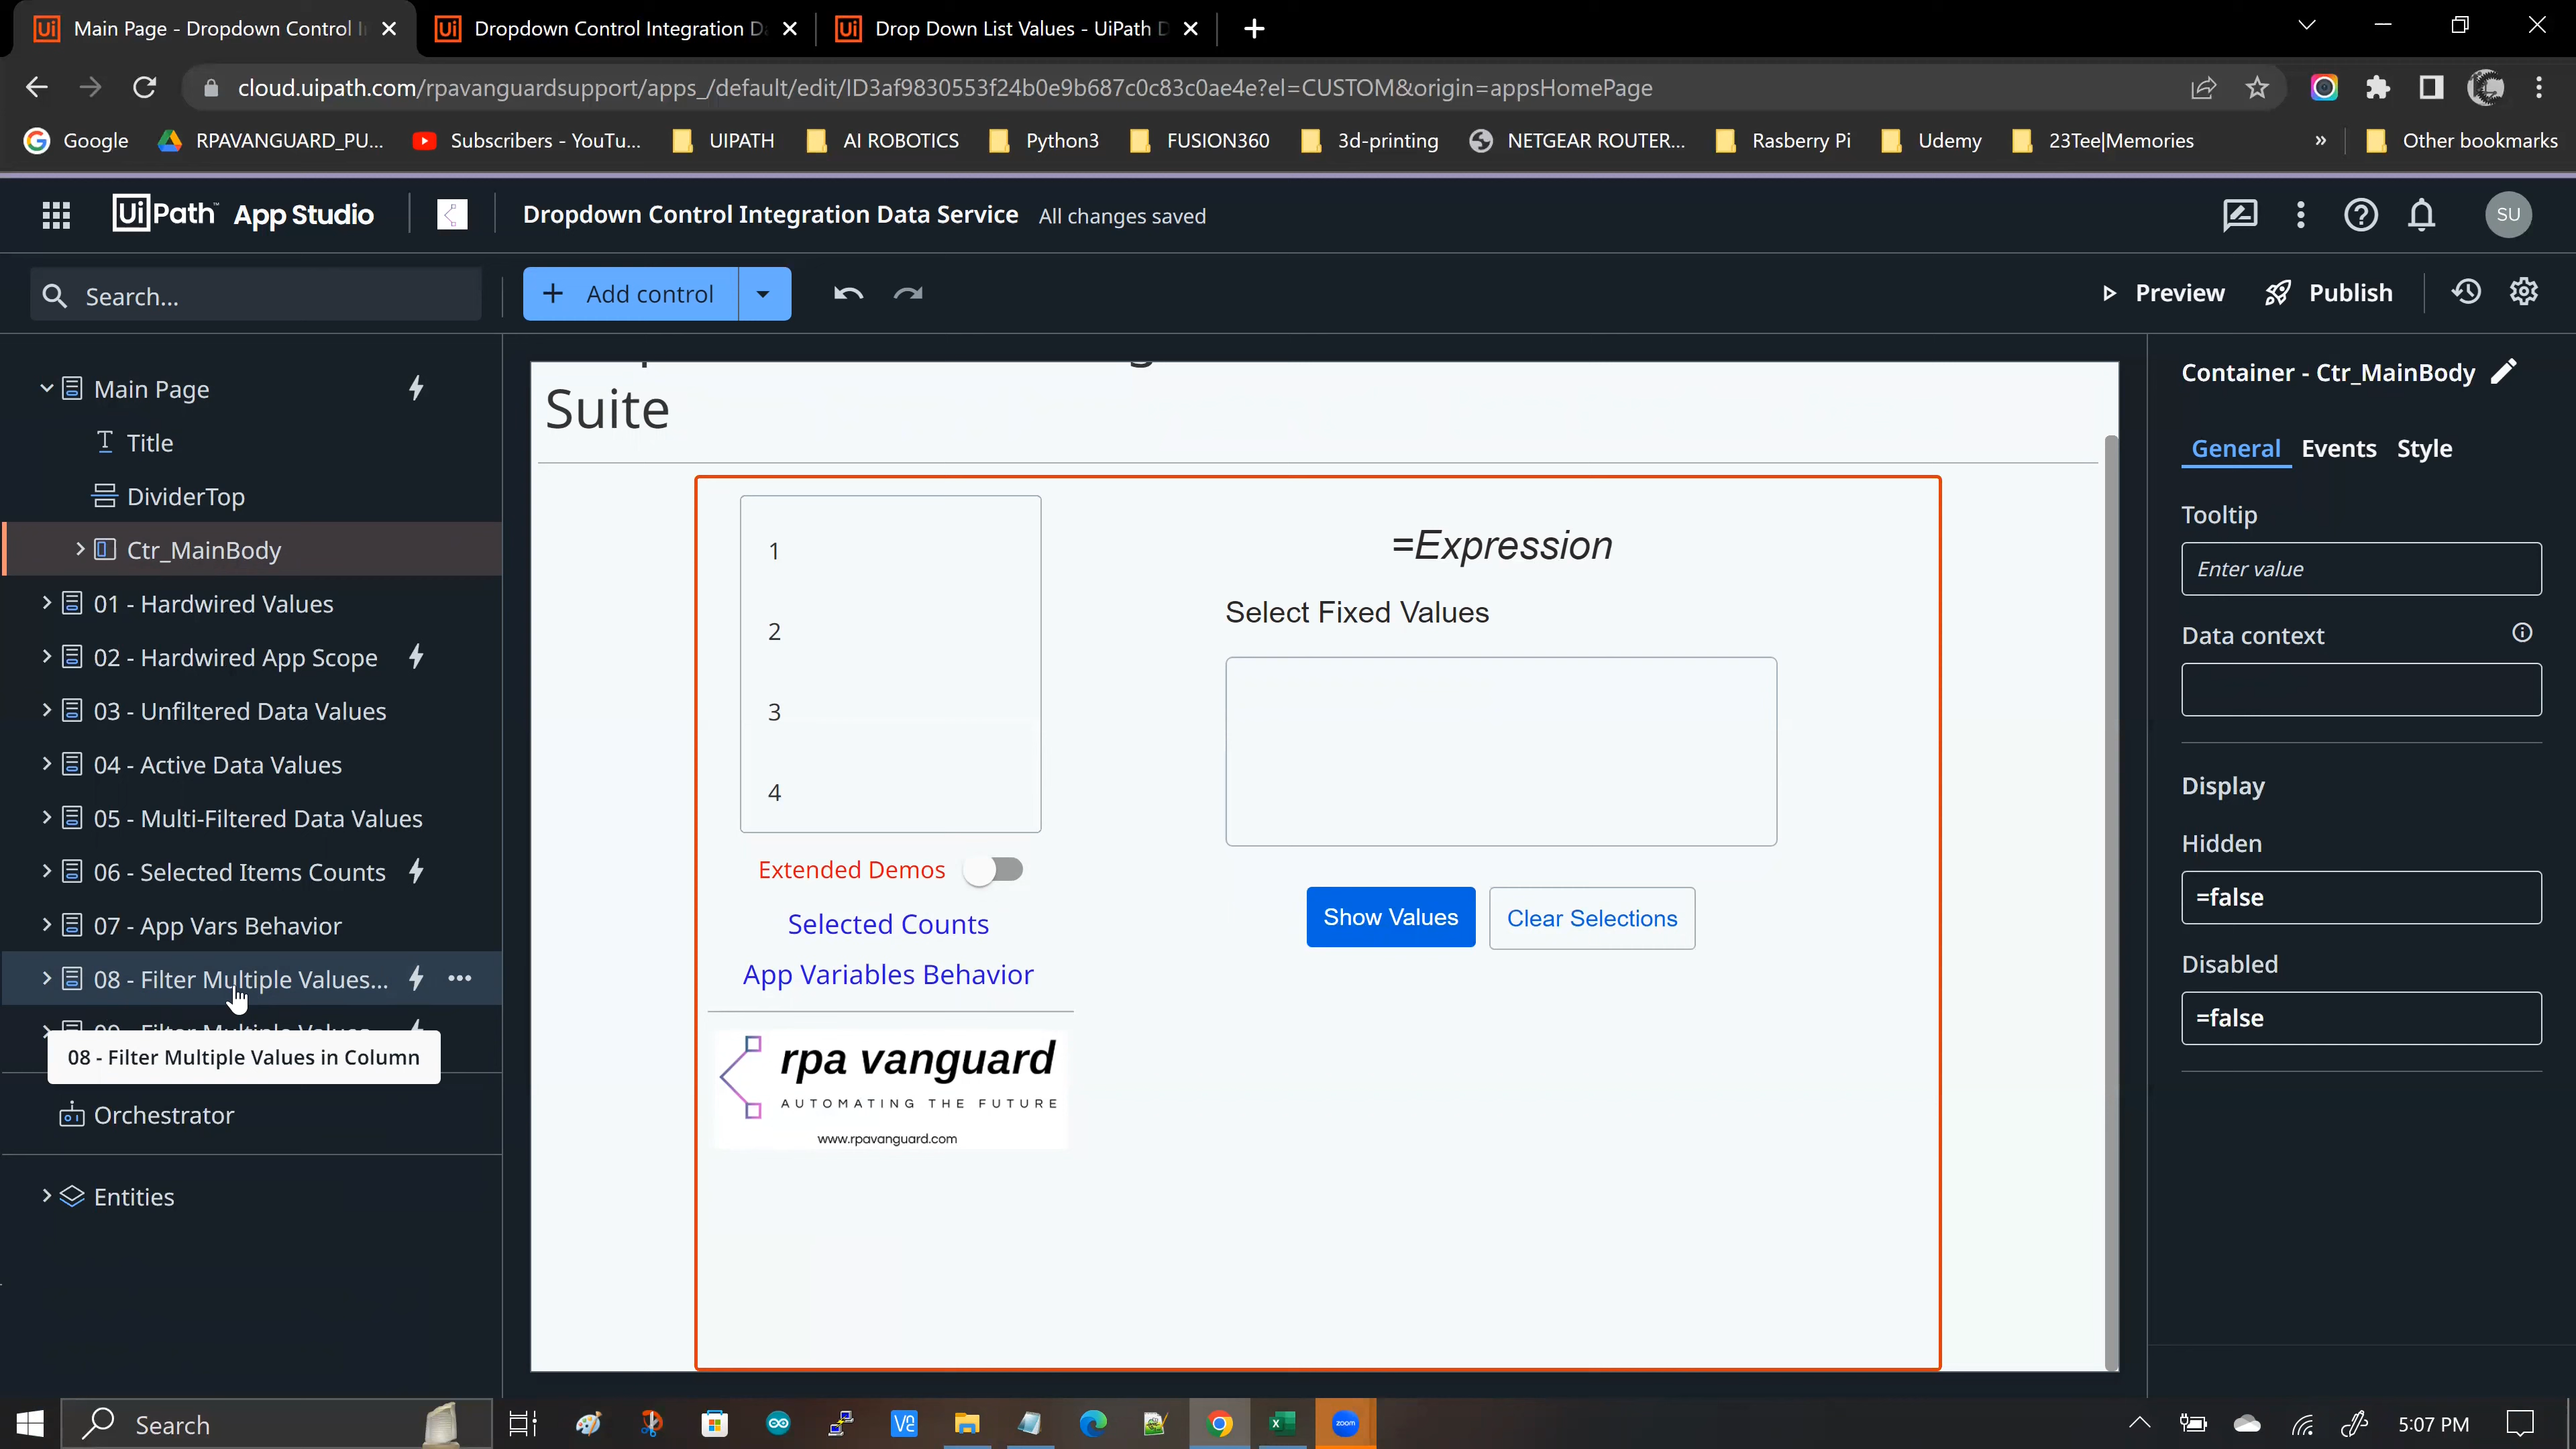 Main Page - Dropdown Control I
Dropdown Control Integration Da
Drop Down List Values - UiPath D
cloud.uipath.com/rpavanguardsupport/apps_/default/edit/ID3af9830553f24b0e9b687c0c83c0ae4e?el=CUSTOM&origin=appsHomePage
Google
RPAVANGUARD_PU...
Subscribers - YouTu...
UIPATH
AI ROBOTICS
Python3
FUSION360
3d-printing
NETGEAR ROUTER...
Rasberry Pi
Udemy
23Tee|Memories
»
Other bookmarks
UiPath™ App Studio
Dropdown Control Integration Data Service
All changes saved
SU
Search...
+ Add control
Preview
Publish
Main Page
Title
DividerTop
Ctr_MainBody
01 - Hardwired Values
02 - Hardwired App Scope
03 - Unfiltered Data Values
04 - Active Data Values
05 - Multi-Filtered Data Values
06 - Selected Items Counts
07 - App Vars Behavior
08 - Filter Multiple Values...
08 - Filter Multiple Values in Column
Orchestrator
Entities
Suite
1
2
3
4
Extended Demos
Selected Counts
App Variables Behavior
rpa vanguard
AUTOMATING THE FUTURE
www.rpavanguard.com
=Expression
Select Fixed Values
Show Values
Clear Selections
Container - Ctr_MainBody
General
Events
Style
Tooltip
Enter value
Data context
Display
Hidden
=false
Disabled
=false
Search
zoom
5:07 PM